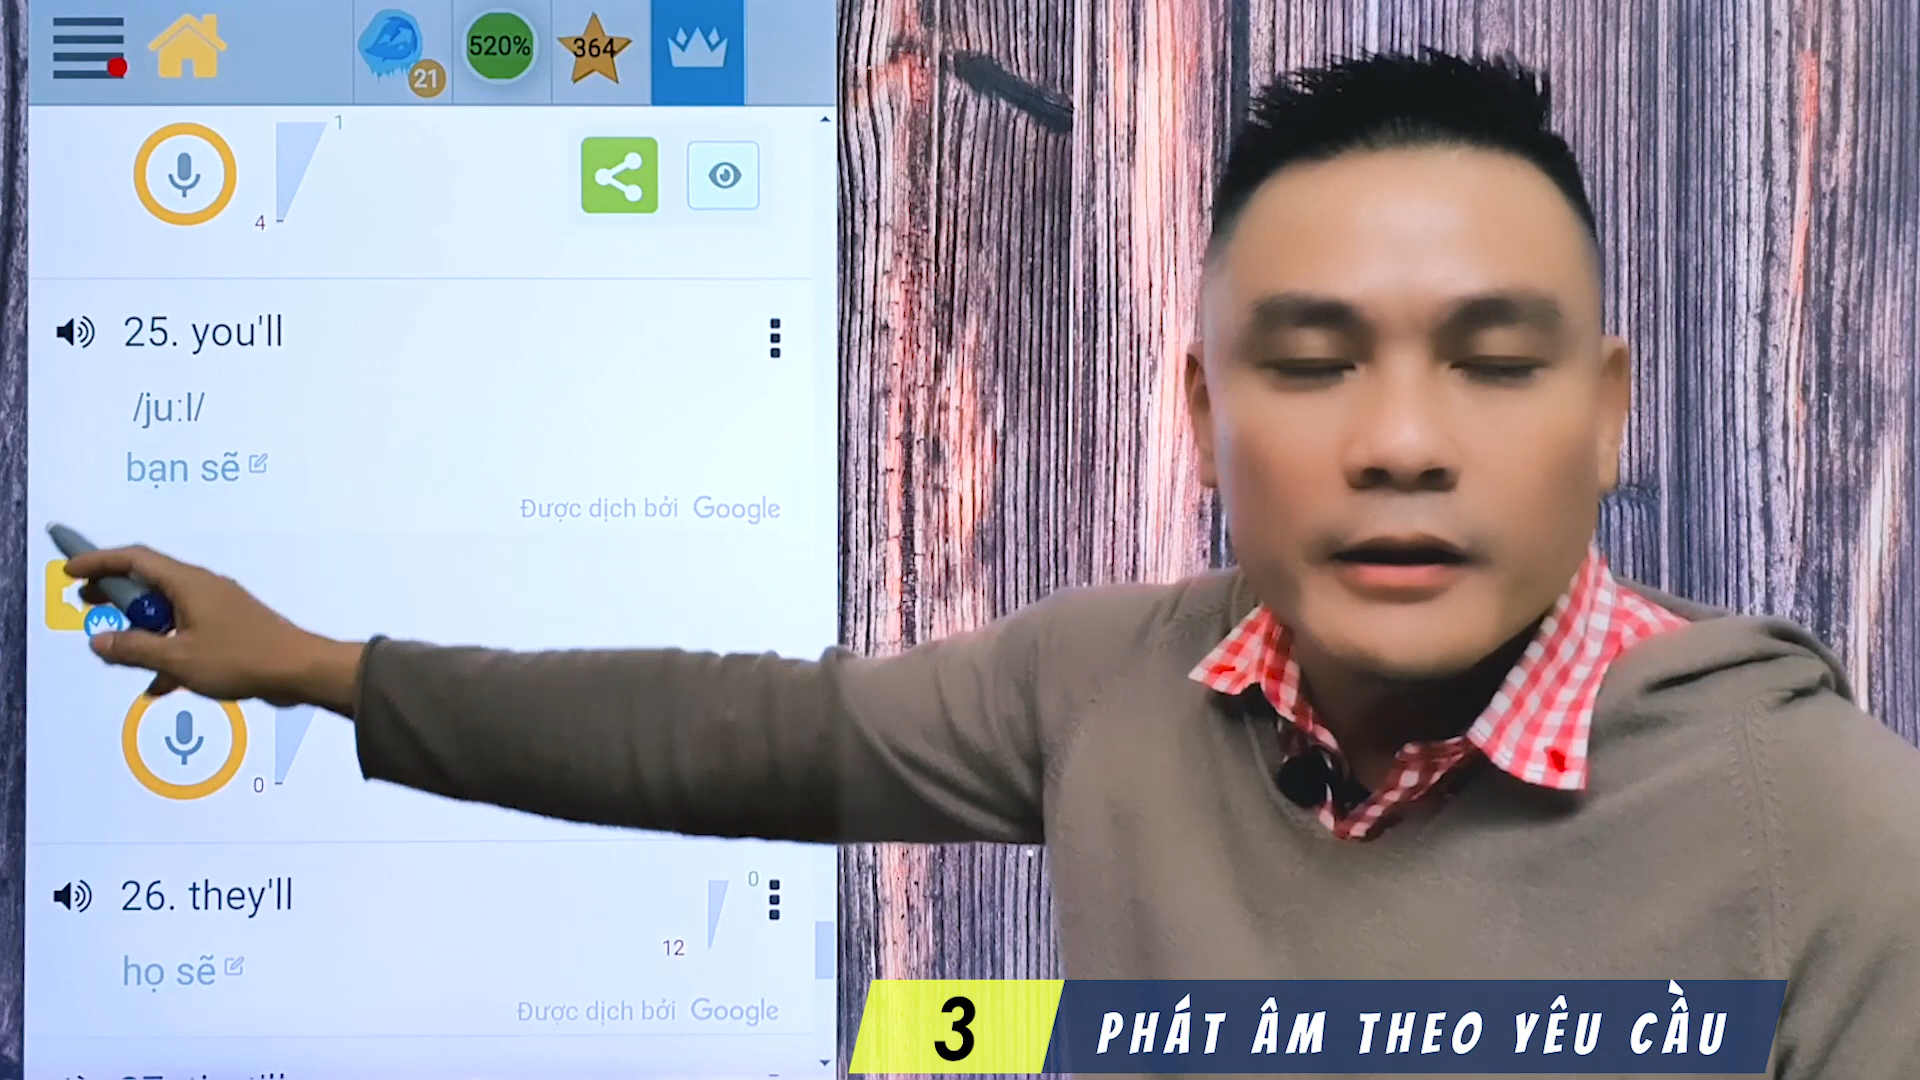 21
520%
364
1
4
25. you'll
/juːl/
bạn sẽ
Được dịch bởi Google
0
26. they'll
0
12
họ sẽ
Được dịch bởi Google
3
PHÁT ÂM THEO YÊU CẦU